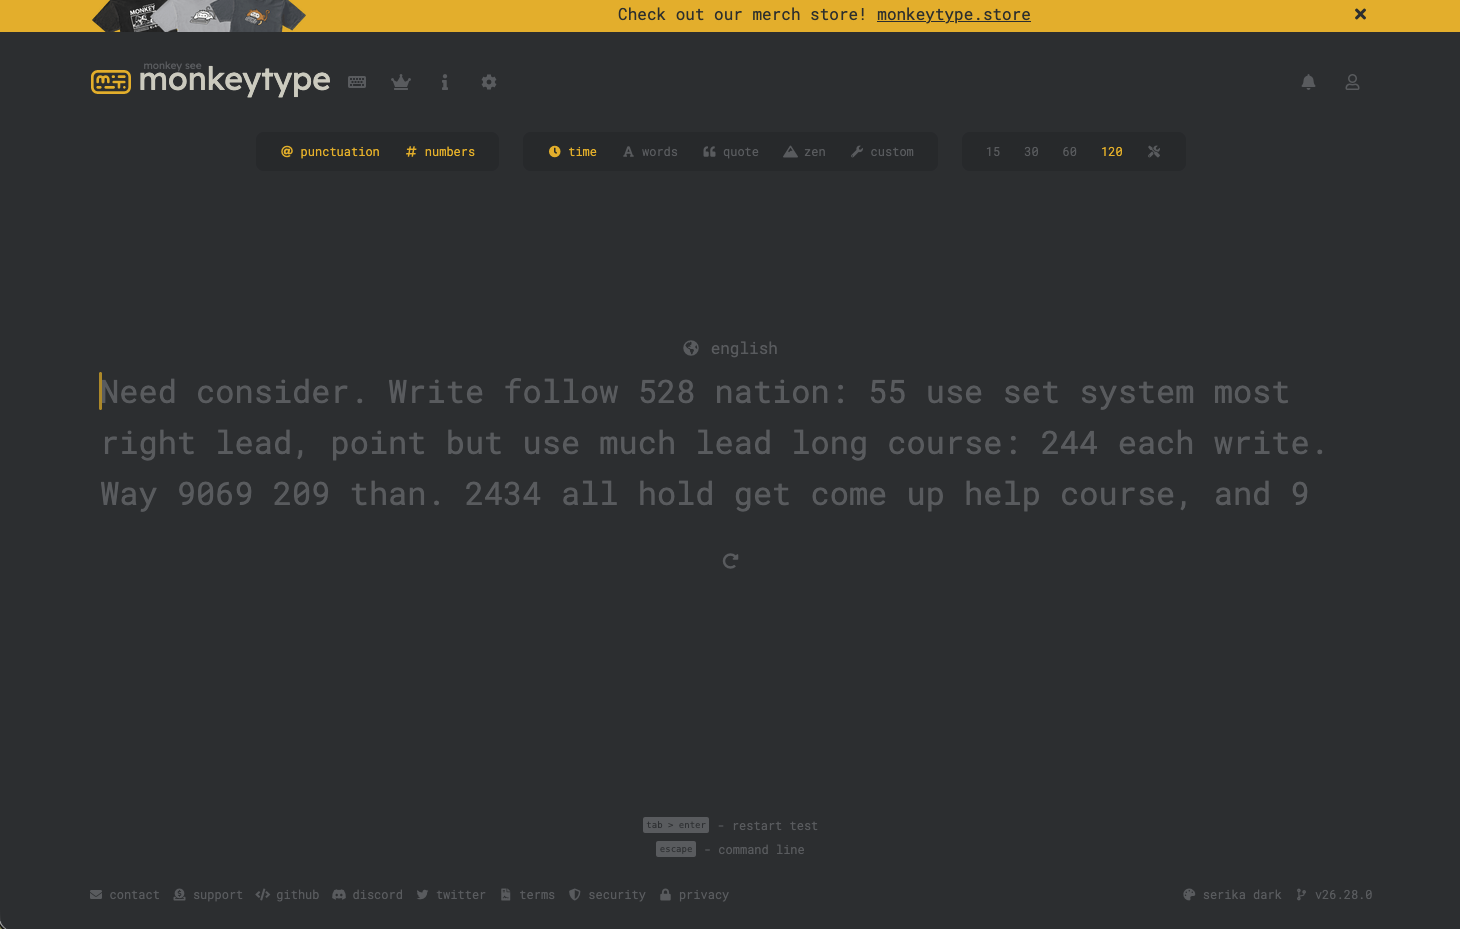 Check out our merch store! monkeytype.store
monkey see
monkeytype
punctuation numbers time words quote zen custom 15 30 60 120
english
Need consider. Write follow 528 nation: 55 use set system most
right lead, point but use much lead long course: 244 each write.
Way 9069 209 than. 2434 all hold get come up help course, and 9
tab > enter - restart test
escape - command line
contact support github discord twitter terms security privacy serika dark v26.28.0